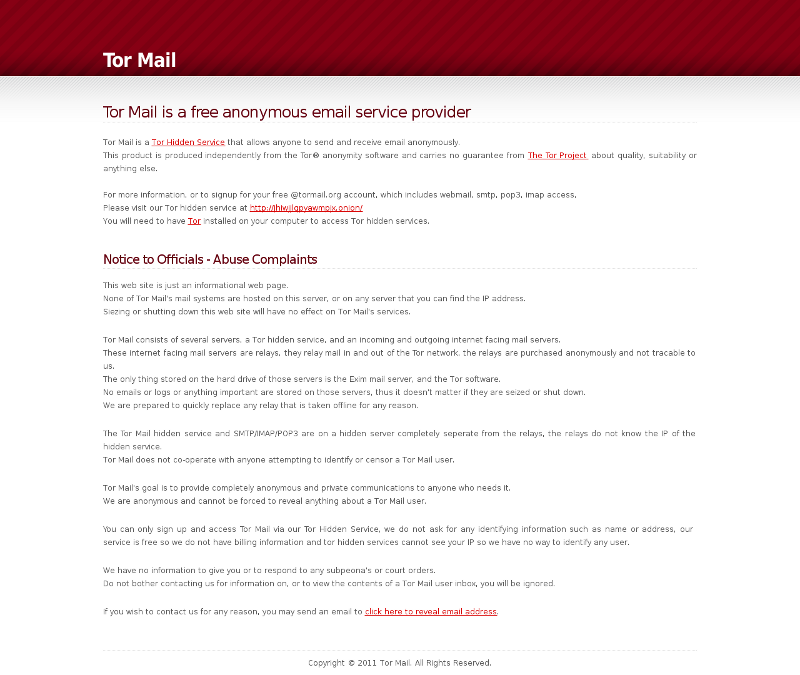 Tor Mail
Tor Mail is a free anonymous email service provider
Tor Mail is a Tor Hidden Service that allows anyone to send and receive email anonymously.
This product is produced independently from the Tor® anonymity software and carries no guarantee from The Tor Project about quality, suitability or
anything else.
For more information, or to signup for your free @tormail.org account, which includes webmail, smtp, pop3, imap access,
Please visit our Tor hidden service at http://jhiwjjlqpyawmpjx.onion/
You will need to have Tor installed on your computer to access Tor hidden services.
Notice to Officials - Abuse Complaints
This web site is just an informational web page.
None of Tor Mail's mail systems are hosted on this server, or on any server that you can find the IP address.
Siezing or shutting down this web site will have no effect on Tor Mail's services.
Tor Mail consists of several servers, a Tor hidden service, and an incoming and outgoing internet facing mail servers.
These internet facing mail servers are relays, they relay mail in and out of the Tor network, the relays are purchased anonymously and not tracable to
us.
The only thing stored on the hard drive of those servers is the Exim mail server, and the Tor software.
No emails or logs or anything important are stored on those servers, thus it doesn't matter if they are seized or shut down.
We are prepared to quickly replace any relay that is taken offline for any reason.
The Tor Mail hidden service and SMTP/IMAP/POP3 are on a hidden server completely seperate from the relays, the relays do not know the IP of the
hidden service.
Tor Mail does not co-operate with anyone attempting to identify or censor a Tor Mail user.
Tor Mail's goal is to provide completely anonymous and private communications to anyone who needs it.
We are anonymous and cannot be forced to reveal anything about a Tor Mail user.
You can only sign up and access Tor Mail via our Tor Hidden Service, we do not ask for any identifying information such as name or address, our
service is free so we do not have billing information and tor hidden services cannot see your IP so we have no way to identify any user.
We have no information to give you or to respond to any subpeona's or court orders.
Do not bother contacting us for information on, or to view the contents of a Tor Mail user inbox, you will be ignored.
If you wish to contact us for any reason, you may send an email to click here to reveal email address.
Copyright © 2011 Tor Mail. All Rights Reserved.